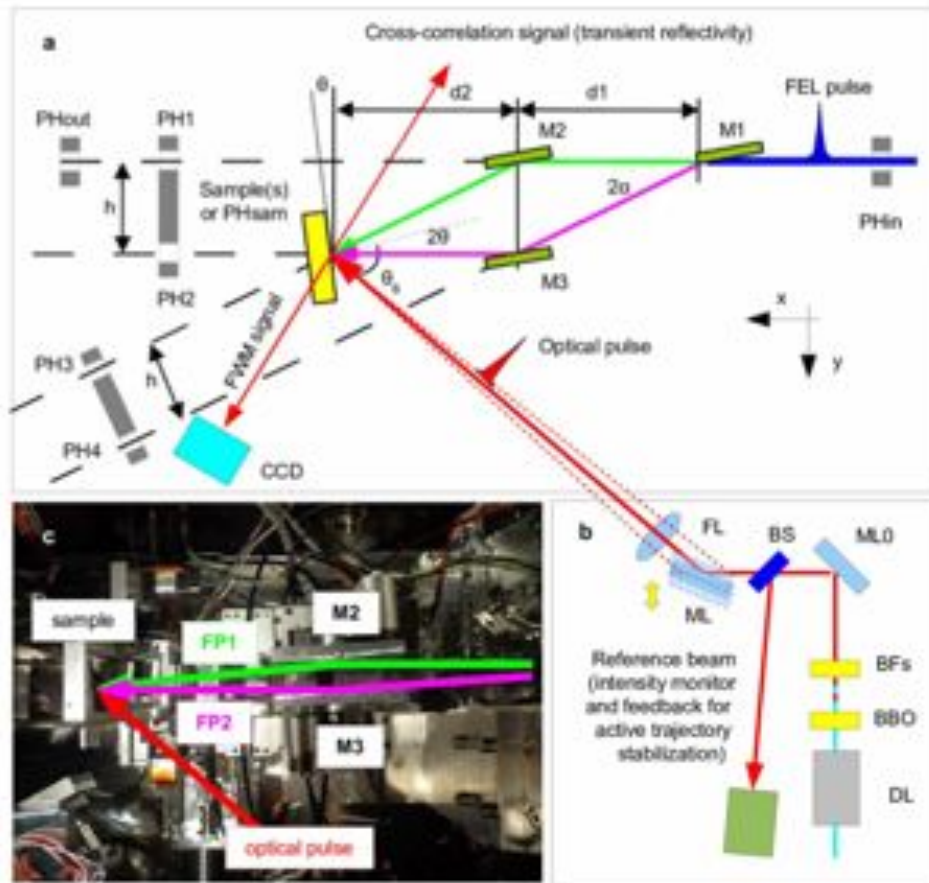 a
Cross-correlation signal (transient reflectivity)
θ
d2
d1
FEL pulse
PHout
PH1
M2
M1
h
Sample(s)
or PHsam
2α
PHin
2θ
PH2
M3
θ
FWM signal
x
y
Optical pulse
PH3
h
PH4
CCD
c
sample
M2
FP1
FP2
M3
optical pulse
b
FL
BS
ML0
ML
Reference beam
(intensity monitor
and feedback for
active trajectory
stabilization)
BFs
BBO
DL